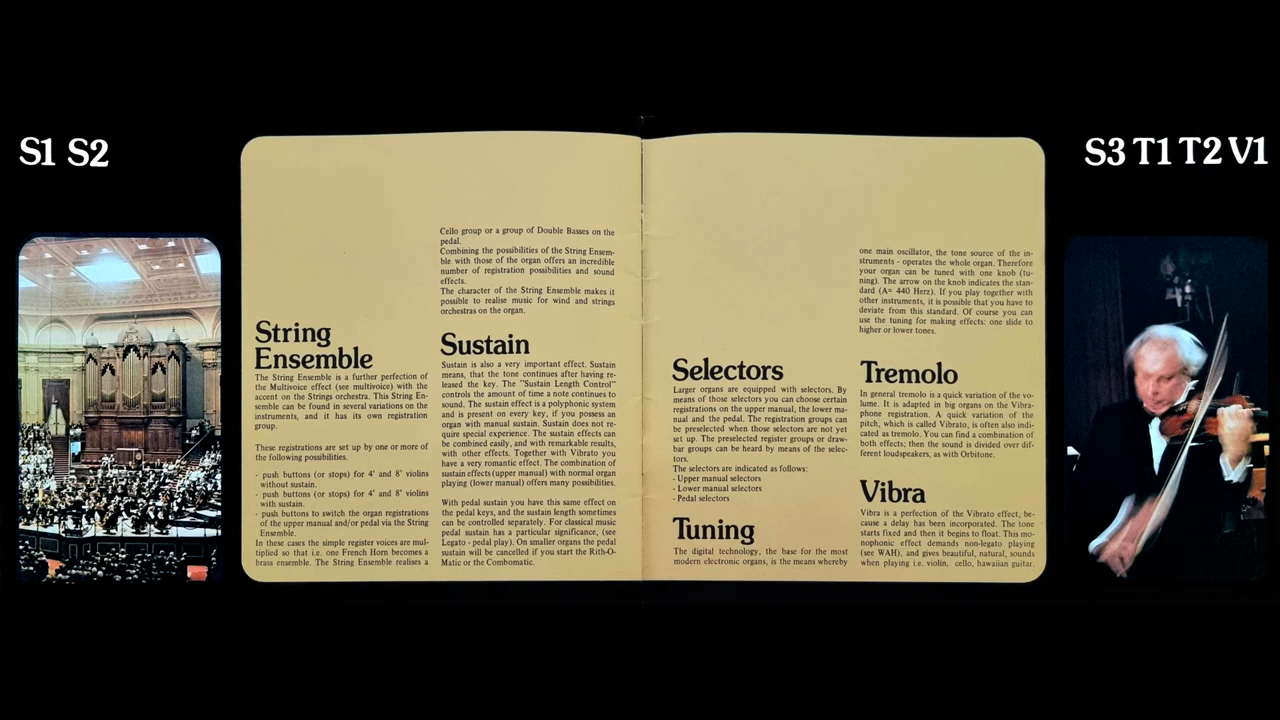 S1 S2
String
Ensemble
The String Ensemble is a further perfection of
the Multivoice effect (see multivoice) with the
accent on the Strings orchestra. This String En-
semble can be found in several variations on the
instruments, and it has its own registration
group.
These registrations are set up by one or more of
the following possibilities.
- push buttons (or stops) for 4' and 8' violins
without sustain.
- push buttons (or stops) for 4' and 8' violins
with sustain.
- push buttons to switch the organ registrations
of the upper manual and/or pedal via the String
Ensemble.
In these cases the simple register voices are mul-
tiplied so that i.e. one French Horn becomes a
brass ensemble. The String Ensemble realises a
Cello group or a group of Double Basses on the
pedal.
Combining the possibilities of the String Ensem-
ble with those of the organ offers an incredible
number of registration possibilities and sound
effects.
The character of the String Ensemble makes it
possible to realise music for wind and strings
orchestras on the organ.
Sustain
Sustain is also a very important effect. Sustain
means, that the tone continues after having re-
leased the key. The "Sustain Length Control"
controls the amount of time a note continues to
sound. The sustain effect is a polyphonic system
and is present on every key, if you possess an
organ with manual sustain. Sustain does not re-
quire special experience. The sustain effects can
be combined easily, and with remarkable results,
with other effects. Together with Vibrato you
have a very romantic effect. The combination of
sustain effects (upper manual) with normal organ
playing (lower manual) offers many possibilities.
With pedal sustain you have this same effect on
the pedal keys, and the sustain length sometimes
can be controlled separately. For classical music
pedal sustain has a particular significance, (see
Legato - pedal play). On smaller organs the pedal
sustain will be cancelled if you start the Rith-O-
Matic or the Combomatic.
Selectors
Larger organs are equipped with selectors. By
means of those selectors you can choose certain
registrations on the upper manual, the lower ma-
nual and the pedal. The registration groups can
be preselected when those selectors are not yet
set up. The preselected register groups or draw-
bar groups can be heard by means of the selec-
tors.
The selectors are indicated as follows:
- Upper manual selectors
- Lower manual selectors
- Pedal selectors
Tuning
The digital technology, the base for the most
modern electronic organs, is the means whereby
one main oscillator, the tone source of the in-
struments - operates the whole organ. Therefore
your organ can be tuned with one knob (tu-
ning). The arrow on the knob indicates the stan-
dard (A= 440 Herz). If you play together with
other instruments, it is possible that you have to
deviate from this standard. Of course you can
use the tuning for making effects: one slide to
higher or lower tones.
Tremolo
In general tremolo is a quick variation of the vo-
lume. It is adapted in big organs on the Vibra-
phone registration. A quick variation of the
pitch, which is called Vibrato, is often also indi-
cated as tremolo. You can find a combination of
both effects; then the sound is divided over dif-
ferent loudspeakers, as with Orbitone.
Vibra
Vibra is a perfection of the Vibrato effect, be-
cause a delay has been incorporated. The tone
starts fixed and then it begins to float. This mo-
nophonic effect demands non-legato playing
(see WAH), and gives beautiful, natural, sounds
when playing i.e. violin, cello, hawaiian guitar.
S3 T1 T2 V1